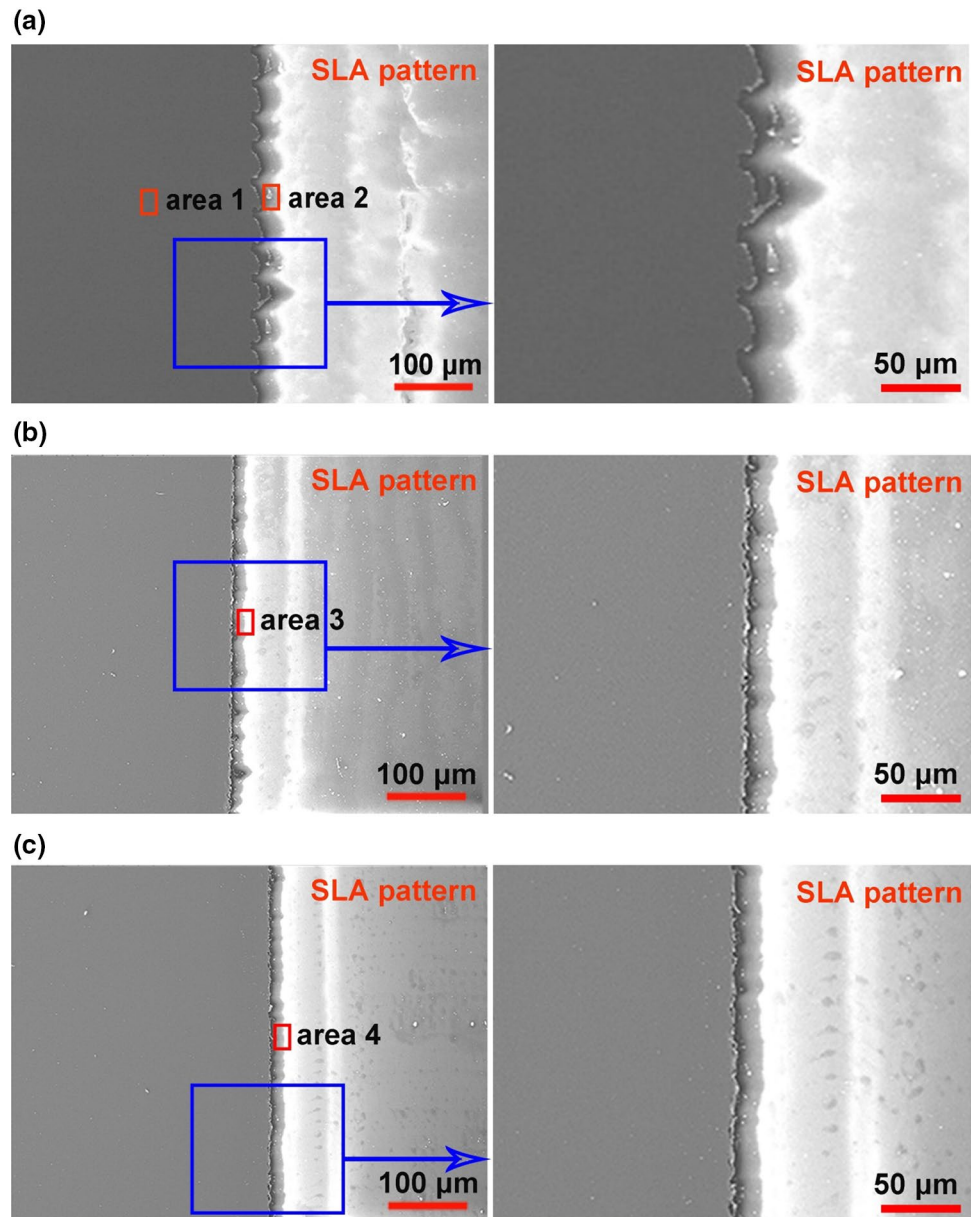 (a)
SLA pattern
SLA pattern
area 1
area 2
100 µm
50 µm
(b)
SLA pattern
SLA pattern
area 3
100 µm
50 µm
(c)
SLA pattern
SLA pattern
area 4
100 µm
50 µm